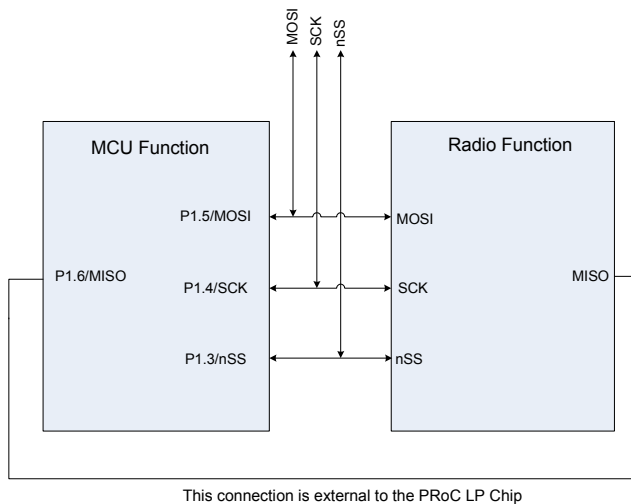 MOSI
SCK
nSS
MCU Function
Radio Function
P1.5/MOSI
MOSI
P1.6/MISO
P1.4/SCK
SCK
MISO
P1.3/nSS
nSS
This connection is external to the PRoC LP Chip